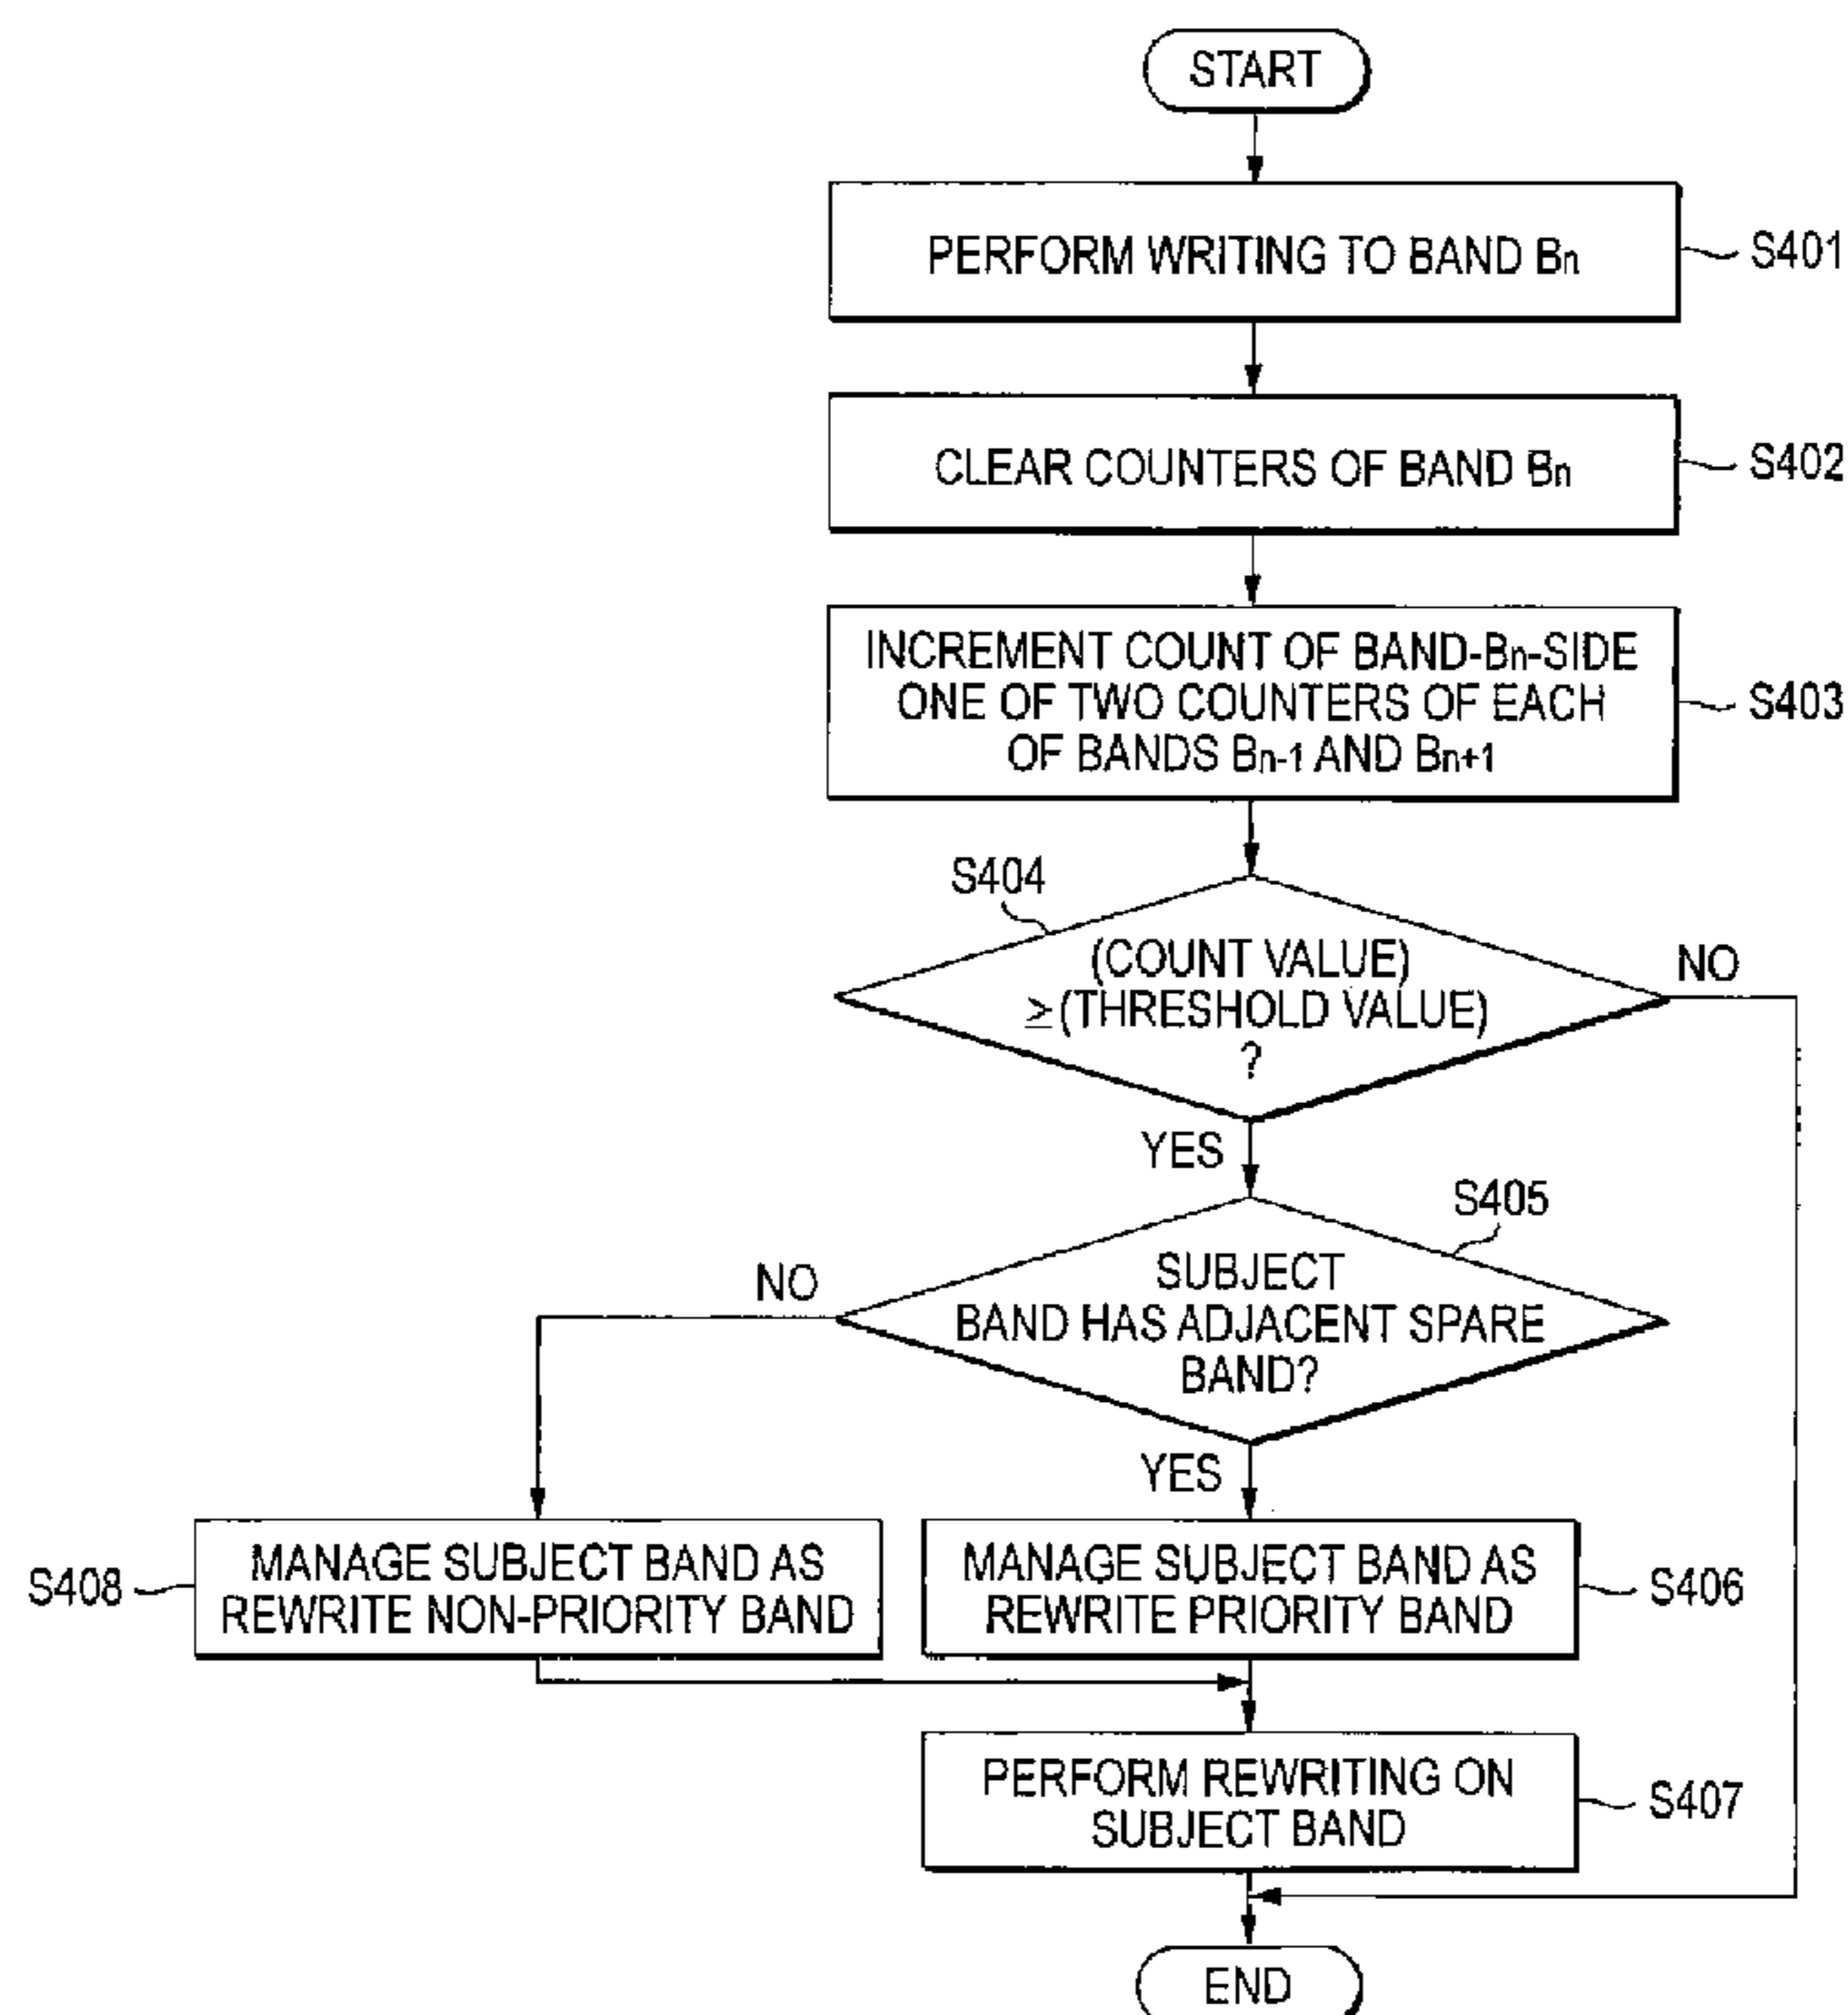 START
PERFORM WRITING TO BAND Bn
S401
CLEAR COUNTERS OF BAND Bn
S402
INCREMENT COUNT OF BAND-Bn-SIDE
ONE OF TWO COUNTERS OF EACH
OF BANDS Bn-1 AND Bn+1
S403
S404
(COUNT VALUE)
≥(THRESHOLD VALUE)
?
NO
YES
S405
SUBJECT
BAND HAS ADJACENT SPARE
BAND?
NO
YES
S408
MANAGE SUBJECT BAND AS
REWRITE NON-PRIORITY BAND
MANAGE SUBJECT BAND AS
REWRITE PRIORITY BAND
S406
PERFORM REWRITING ON
SUBJECT BAND
S407
END